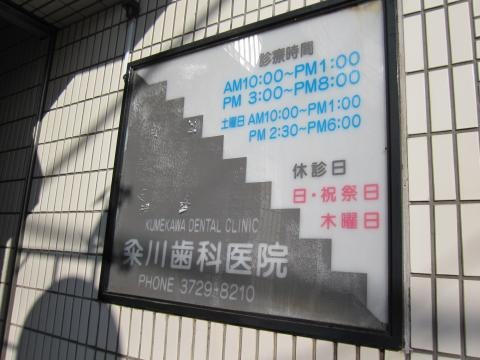 診療時間
AM10:00~PM1:00
PM 3:00~PM8:00
土曜日 AM10:00~PM1:00
PM 2:30~PM6:00
休診日
日・祝祭日
木曜日
KUMEKAWA DENTAL CLINIC
粂川歯科医院
PHONE 3729-8210